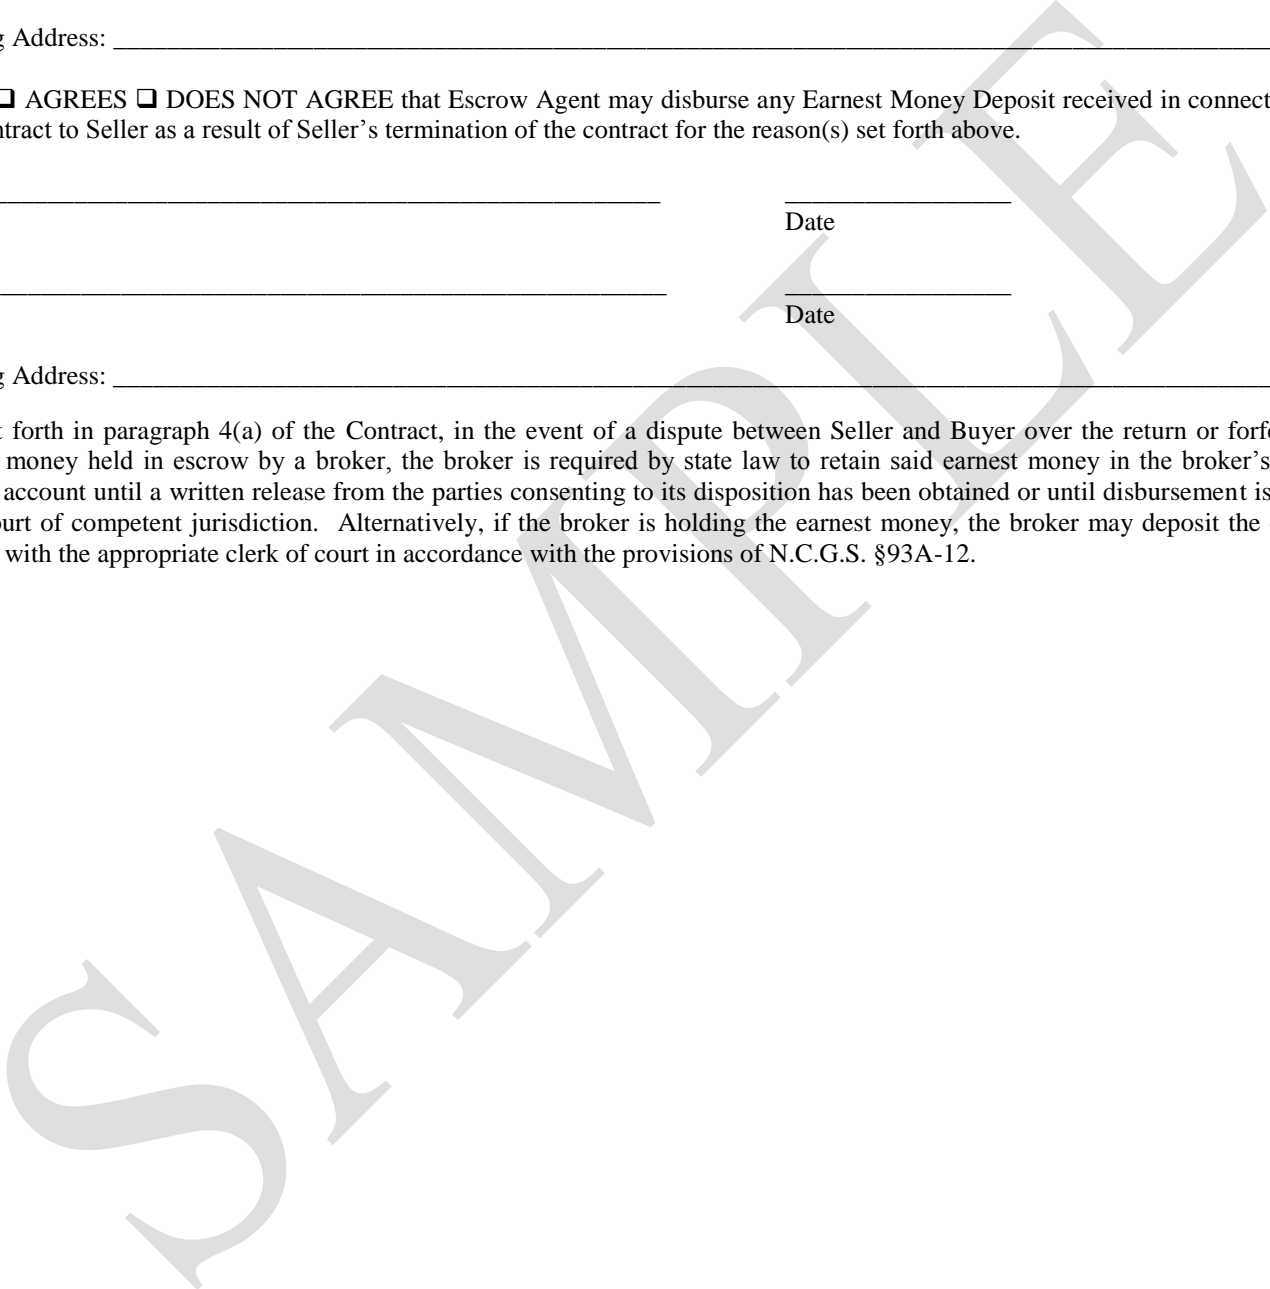 g Address: ______________________________________________________________________________________
❑ AGREES ❑ DOES NOT AGREE that Escrow Agent may disburse any Earnest Money Deposit received in connect
ntract to Seller as a result of Seller’s termination of the contract for the reason(s) set forth above.
__________________________________________________ _________________
Date
__________________________________________________ _________________
Date
g Address: ______________________________________________________________________________________
t forth in paragraph 4(a) of the Contract, in the event of a dispute between Seller and Buyer over the return or forf
money held in escrow by a broker, the broker is required by state law to retain said earnest money in the broker’s
account until a written release from the parties consenting to its disposition has been obtained or until disbursement is
ourt of competent jurisdiction. Alternatively, if the broker is holding the earnest money, the broker may deposit the
with the appropriate clerk of court in accordance with the provisions of N.C.G.S. §93A-12.
SAMPLE